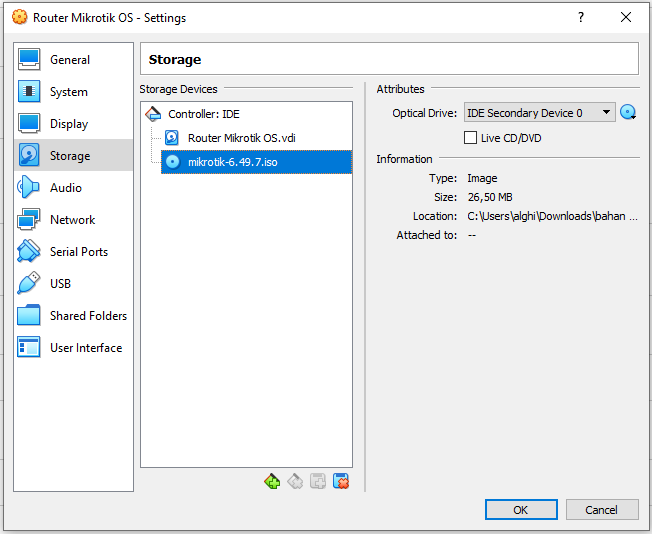 Router Mikrotik OS - Settings
General
System
Display
Storage
Audio
Network
Serial Ports
USB
Shared Folders
User Interface
Storage
Storage Devices
Controller: IDE
Router Mikrotik OS.vdi
mikrotik-6.49.7.iso
Attributes
Optical Drive: IDE Secondary Device 0
Live CD/DVD
Information
Type: Image
Size: 26,50 MB
Location: C:\Users\alghi\Downloads\bahan ...
Attached to: --
OK Cancel